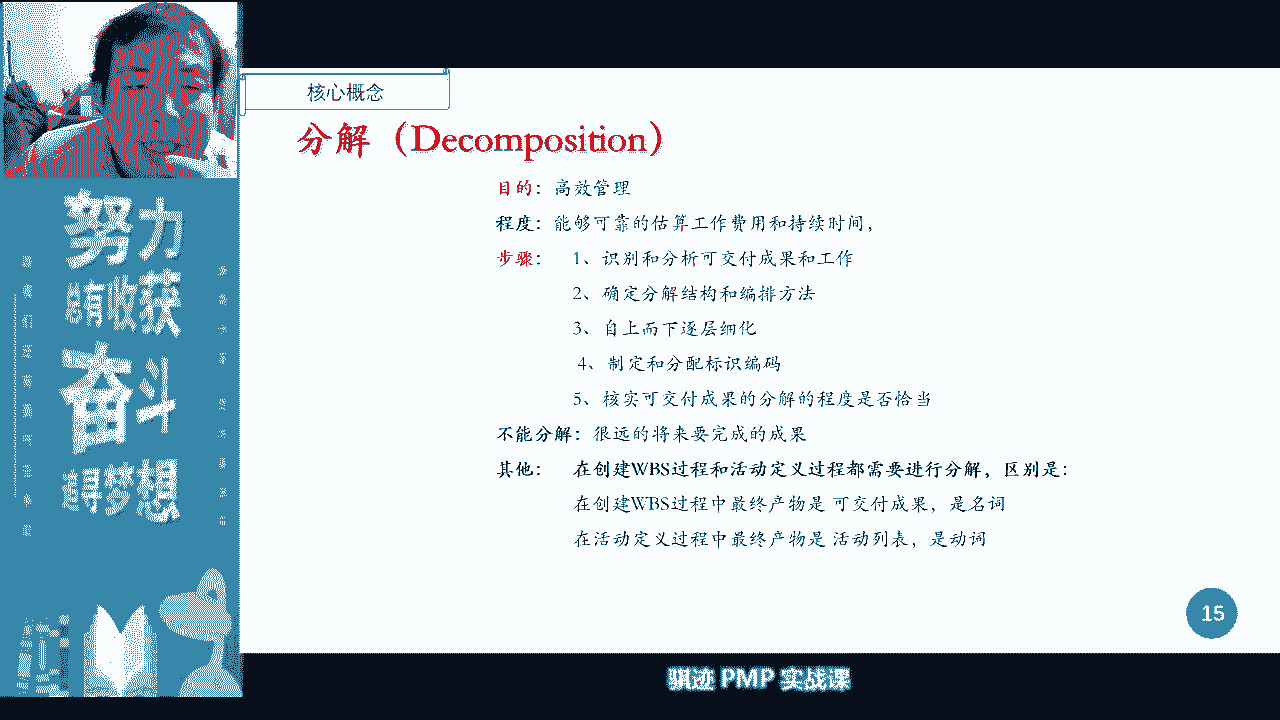 核心概念
分解（Decomposition）
目的：高效管理
程度：能够可靠的估算工作费用和持续时间，
步骤： 1、识别和分析可交付成果和工作
2、确定分解结构和编排方法
3、自上而下逐层细化
4、制定和分配标识编码
5、核实可交付成果的分解的程度是否恰当
不能分解：很远的将来要完成的成果
其他： 在创建WBS过程和活动定义过程都需要进行分解，区别是：
在创建WBS过程中最终产物是 可交付成果，是名词
在活动定义过程中最终产物是 活动列表，是动词
15
努力
总有收获
奋斗
追寻梦想
骐迹 PMP 实战课